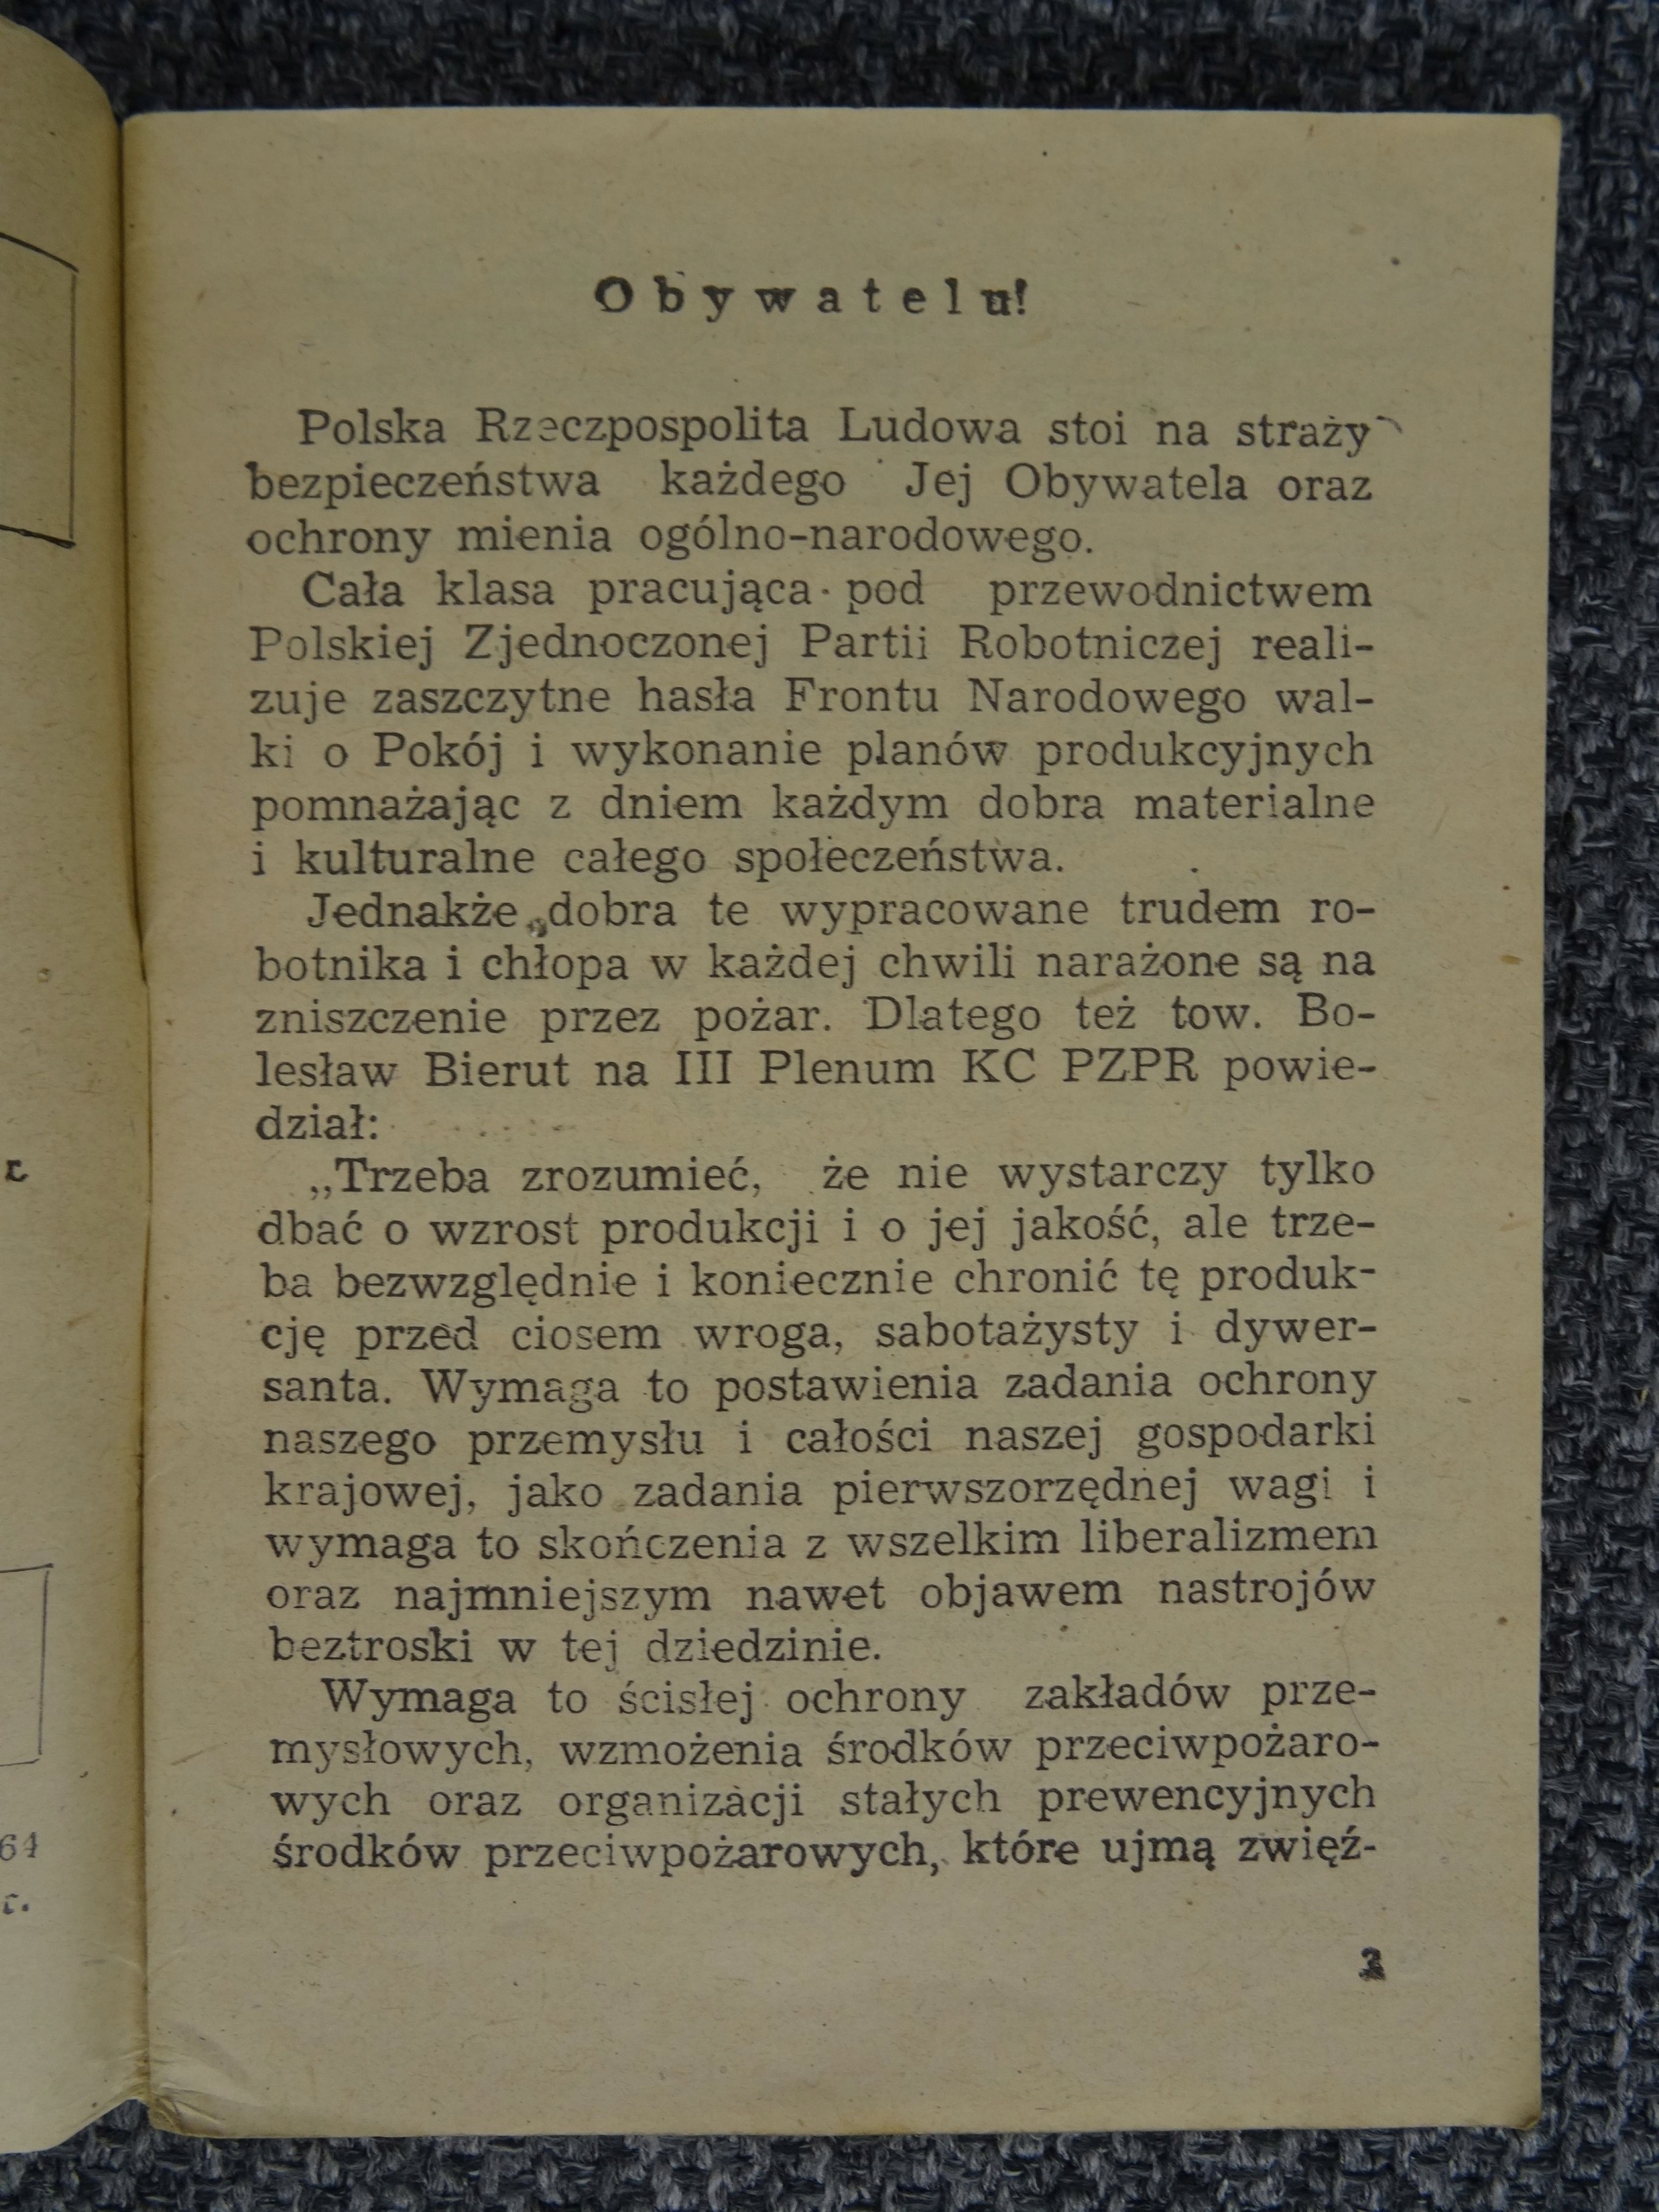 Obywatelu!
Polska Rzeczpospolita Ludowa stoi na straży
bezpieczeństwa każdego Jej Obywatela oraz
ochrony mienia ogólno-narodowego.
Cała klasa pracująca pod przewodnictwem
Polskiej Zjednoczonej Partii Robotniczej reali-
zuje zaszczytne hasła Frontu Narodowego wal-
ki o Pokój i wykonanie planów produkcyjnych
pomnażając z dniem każdym dobra materialne
i kulturalne całego społeczeństwa.
Jednakże dobra te wypracowane trudem ro-
botnika i chłopa w każdej chwili narażone są na
zniszczenie przez pożar. Dlatego też tow. Bo-
lesław Bierut na III Plenum KC PZPR powie-
dział:
„Trzeba zrozumieć, że nie wystarczy tylko
dbać o wzrost produkcji i o jej jakość, ale trze-
ba bezwzględnie i koniecznie chronić tę produk-
cję przed ciosem wroga, sabotażysty i dywer-
santa. Wymaga to postawienia zadania ochrony
naszego przemysłu i całości naszej gospodarki
krajowej, jako zadania pierwszorzędnej wagi i
wymaga to skończenia z wszelkim liberalizmem
oraz najmniejszym nawet objawem nastrojów
beztroski w tej dziedzinie.
Wymaga to ścisłej ochrony zakładów prze-
mysłowych, wzmożenia środków przeciwpożaro-
wych oraz organizacji stałych prewencyjnych
środków przeciwpożarowych, które ujmą zwięź-
64
r.